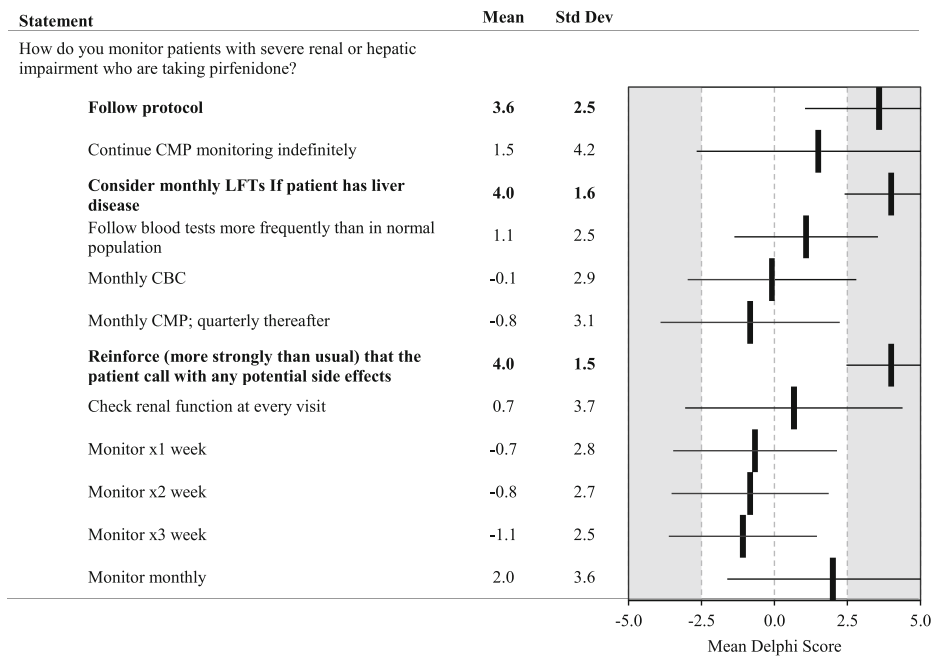 Statement Mean Std Dev
How do you monitor patients with severe renal or hepatic
impairment who are taking pirfenidone?
Follow protocol 3.6 2.5
Continue CMP monitoring indefinitely 1.5 4.2
Consider monthly LFTs If patient has liver
disease 4.0 1.6
Follow blood tests more frequently than in normal
population 1.1 2.5
Monthly CBC -0.1 2.9
Monthly CMP; quarterly thereafter -0.8 3.1
Reinforce (more strongly than usual) that the
patient call with any potential side effects 4.0 1.5
Check renal function at every visit 0.7 3.7
Monitor x1 week -0.7 2.8
Monitor x2 week -0.8 2.7
Monitor x3 week -1.1 2.5
Monitor monthly 2.0 3.6
-5.0 -2.5 0.0 2.5 5.0
Mean Delphi Score